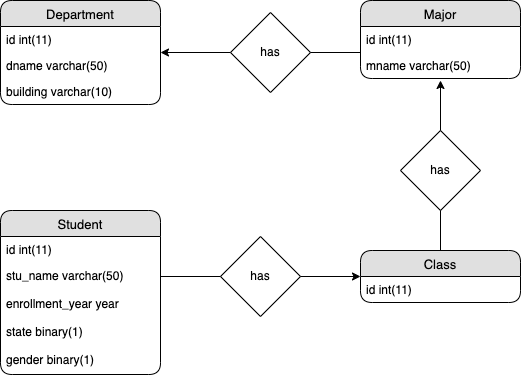 Department
id int(11)
dname varchar(50)
building varchar(10)
has
Major
id int(11)
mname varchar(50)
has
Student
id int(11)
stu_name varchar(50)
enrollment_year year
state binary(1)
gender binary(1)
has
Class
id int(11)